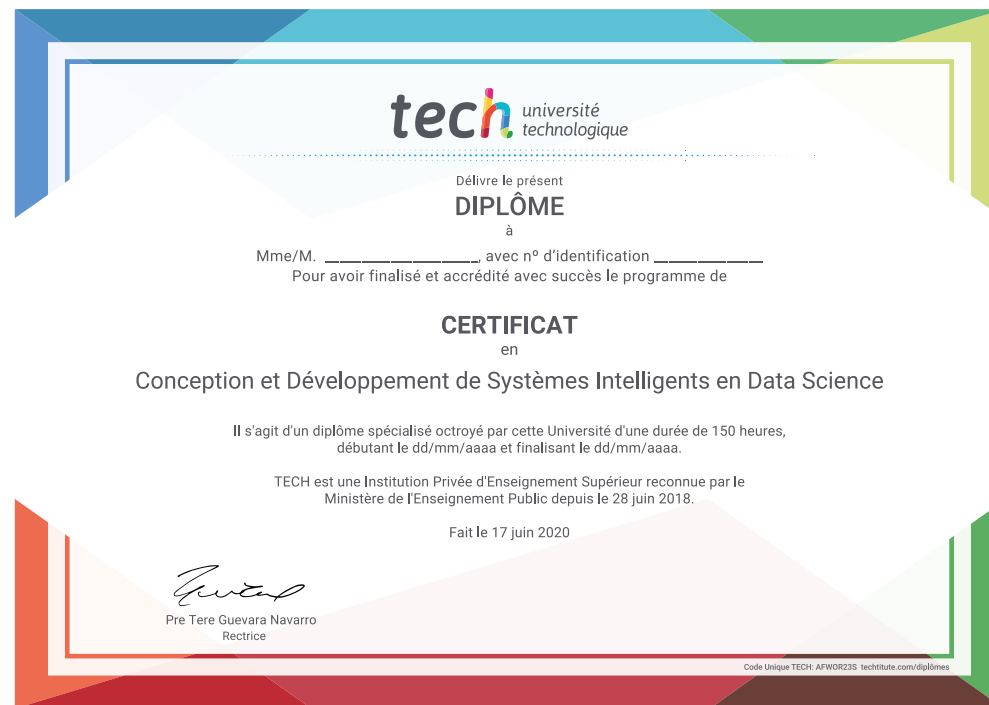 tech université
technologique
Délivre le présent
DIPLÔME
à
Mme/M. ____________________, avec nº d'identification ______________
Pour avoir finalisé et accrédité avec succès le programme de
CERTIFICAT
en
Conception et Développement de Systèmes Intelligents en Data Science
Il s'agit d'un diplôme spécialisé octroyé par cette Université d'une durée de 150 heures,
débutant le dd/mm/aaaa et finalisant le dd/mm/aaaa.
TECH est une Institution Privée d'Enseignement Supérieur reconnue par le
Ministère de l'Enseignement Public depuis le 28 juin 2018.
Fait le 17 juin 2020
Pre Tere Guevara Navarro
Rectrice
Code Unique TECH: AFWOR23S techtitute.com/diplômes